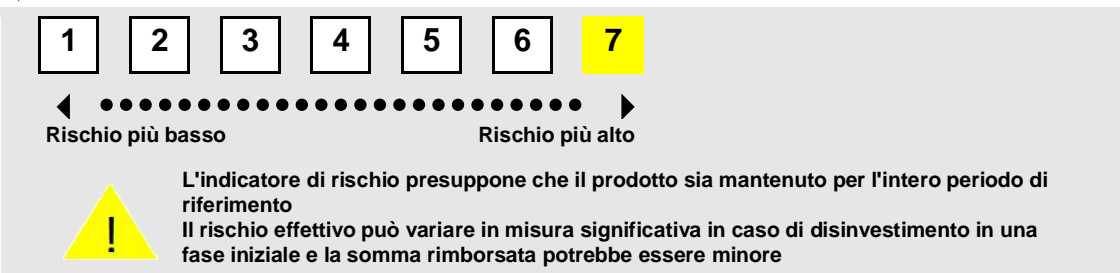 1 2 3 4 5 6 7
Rischio più basso Rischio più alto
L'indicatore di rischio presuppone che il prodotto sia mantenuto per l'intero periodo di
riferimento
Il rischio effettivo può variare in misura significativa in caso di disinvestimento in una
fase iniziale e la somma rimborsata potrebbe essere minore
!